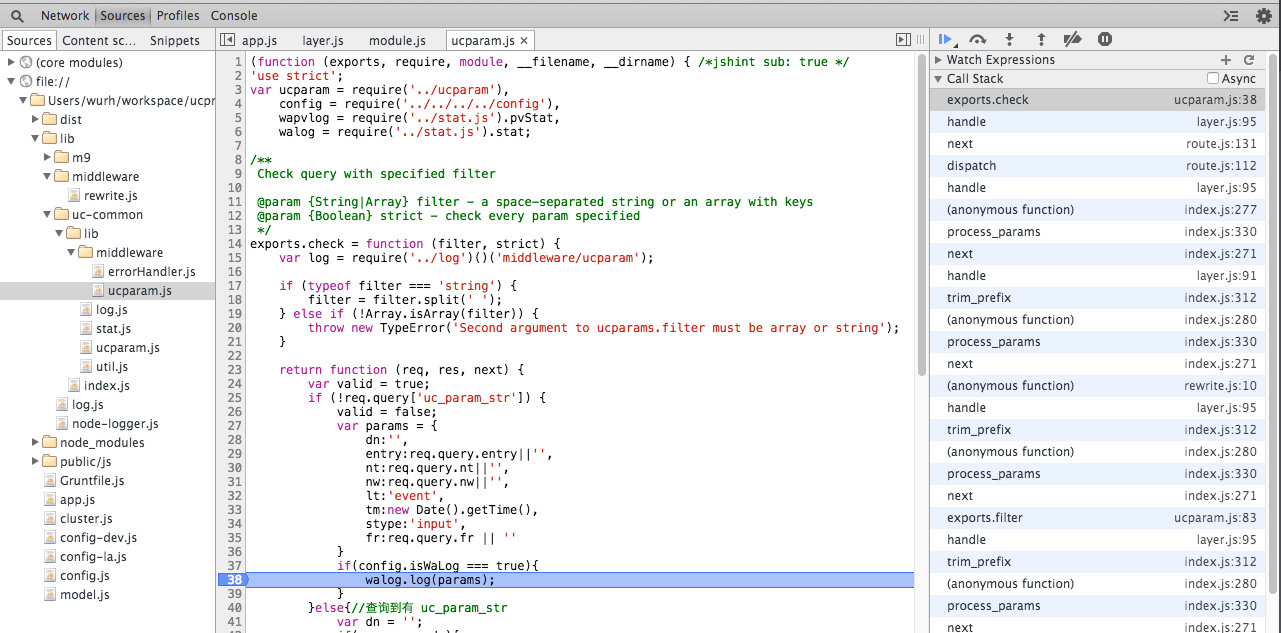 Network Sources Profiles Console
Sources Content sc... Snippets
(core modules)
file://
Users/wurh/workspace/ucpr
dist
lib
m9
middleware
rewrite.js
uc-common
lib
middleware
errorHandler.js
ucparam.js
log.js
stat.js
ucparam.js
util.js
index.js
log.js
node-logger.js
node_modules
public/js
Gruntfile.js
app.js
cluster.js
config-dev.js
config-la.js
config.js
model.js
app.js layer.js module.js ucparam.js ×
1 (function (exports, require, module, __filename, __dirname) { /*jshint sub: true */
2 'use strict';
3 var ucparam = require('../ucparam'),
4     config = require('../../../../config'),
5     wapvlog = require('../stat.js').pvStat,
6     walog = require('../stat.js').stat;
7
8 /**
9  Check query with specified filter
10
11  @param {String|Array} filter - a space-separated string or an array with keys
12  @param {Boolean} strict - check every param specified
13  */
14 exports.check = function (filter, strict) {
15     var log = require('../log')()('middleware/ucparam');
16
17     if (typeof filter === 'string') {
18         filter = filter.split(' ');
19     } else if (!Array.isArray(filter)) {
20         throw new TypeError('Second argument to ucparams.filter must be array or string');
21     }
22
23     return function (req, res, next) {
24         var valid = true;
25         if (!req.query['uc_param_str']) {
26             valid = false;
27             var params = {
28                 dn:'',
29                 entry:req.query.entry||'',
30                 nt:req.query.nt||'',
31                 nw:req.query.nw||'',
32                 lt:'event',
33                 tm:new Date().getTime(),
34                 stype:'input',
35                 fr:req.query.fr || ''
36             }
37             if(config.isWaLog === true){
38                 walog.log(params);
39             }
40         }else{//查询到有 uc_param_str
41             var dn = '';
Watch Expressions
Call Stack Async
exports.check ucparam.js:38
handle layer.js:95
next route.js:131
dispatch route.js:112
handle layer.js:95
(anonymous function) index.js:277
process_params index.js:330
next index.js:271
handle layer.js:91
trim_prefix index.js:312
(anonymous function) index.js:280
process_params index.js:330
next index.js:271
(anonymous function) rewrite.js:10
handle layer.js:95
trim_prefix index.js:312
(anonymous function) index.js:280
process_params index.js:330
next index.js:271
exports.filter ucparam.js:83
handle layer.js:95
trim_prefix index.js:312
(anonymous function) index.js:280
process_params index.js:330
next index.js:271